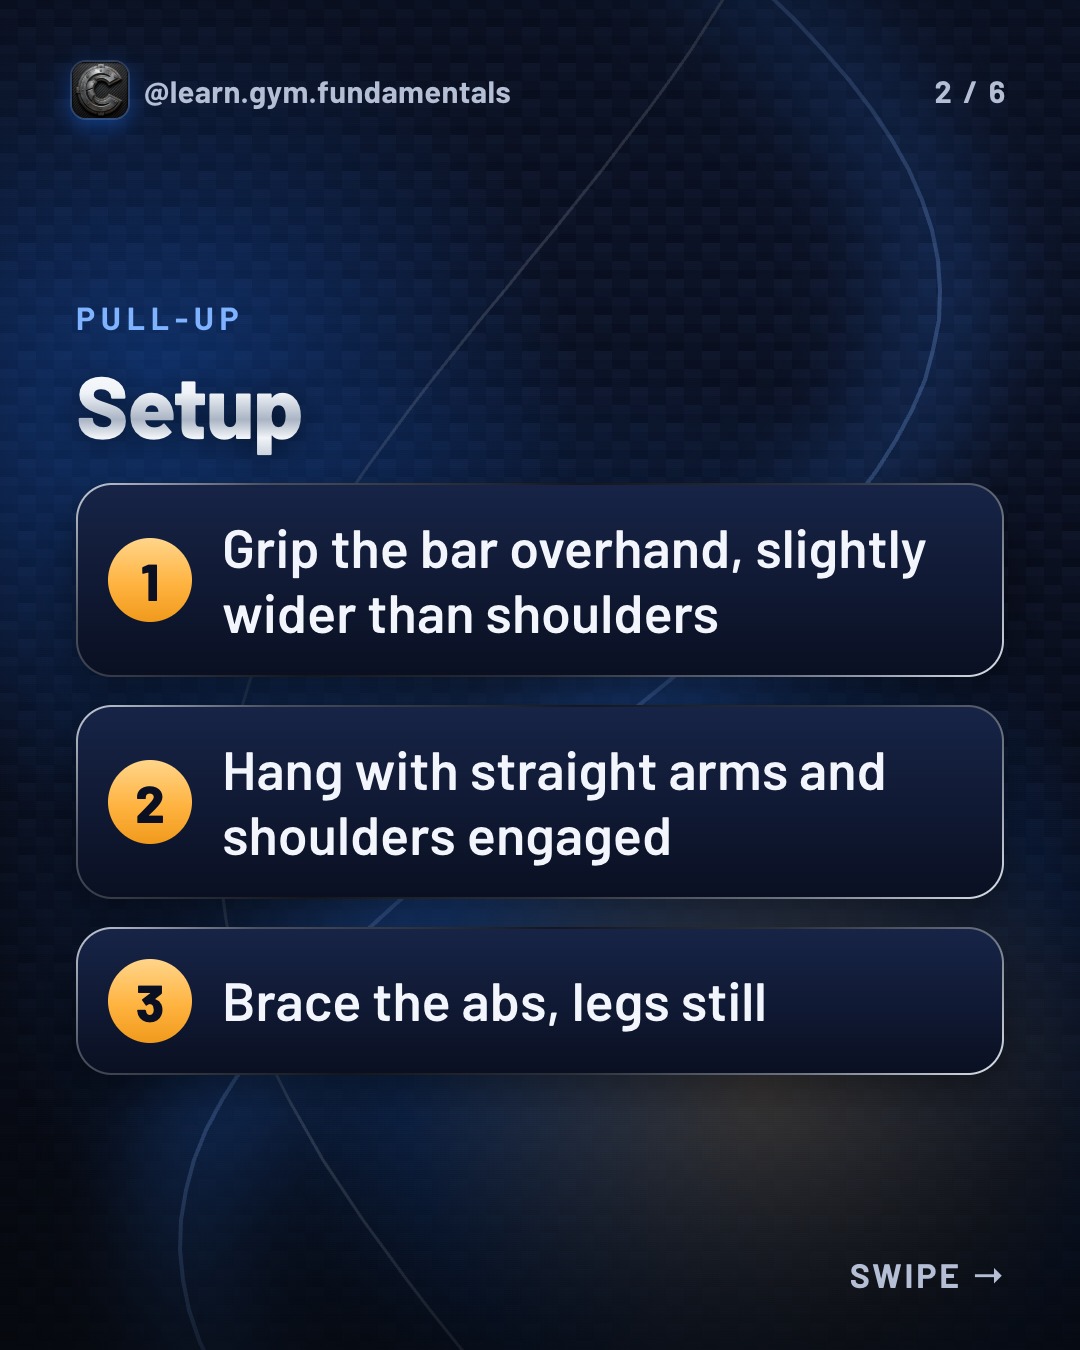 @learn.gym.fundamentals
2 / 6
PULL-UP
Setup
1
Grip the bar overhand, slightly
wider than shoulders
2
Hang with straight arms and
shoulders engaged
3
Brace the abs, legs still
SWIPE →